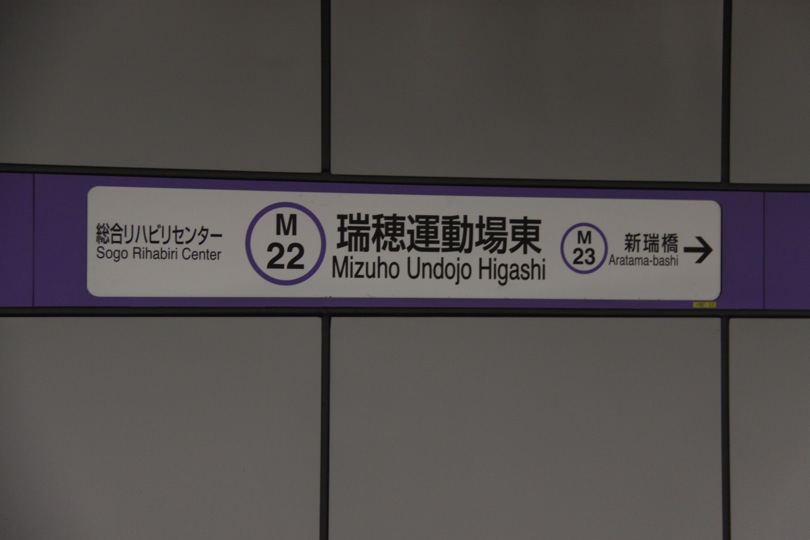 総合リハビリセンター
Sogo Rihabiri Center
M
22
瑞穂運動場東
Mizuho Undojo Higashi
M
23
新瑞橋
Aratama-bashi
→